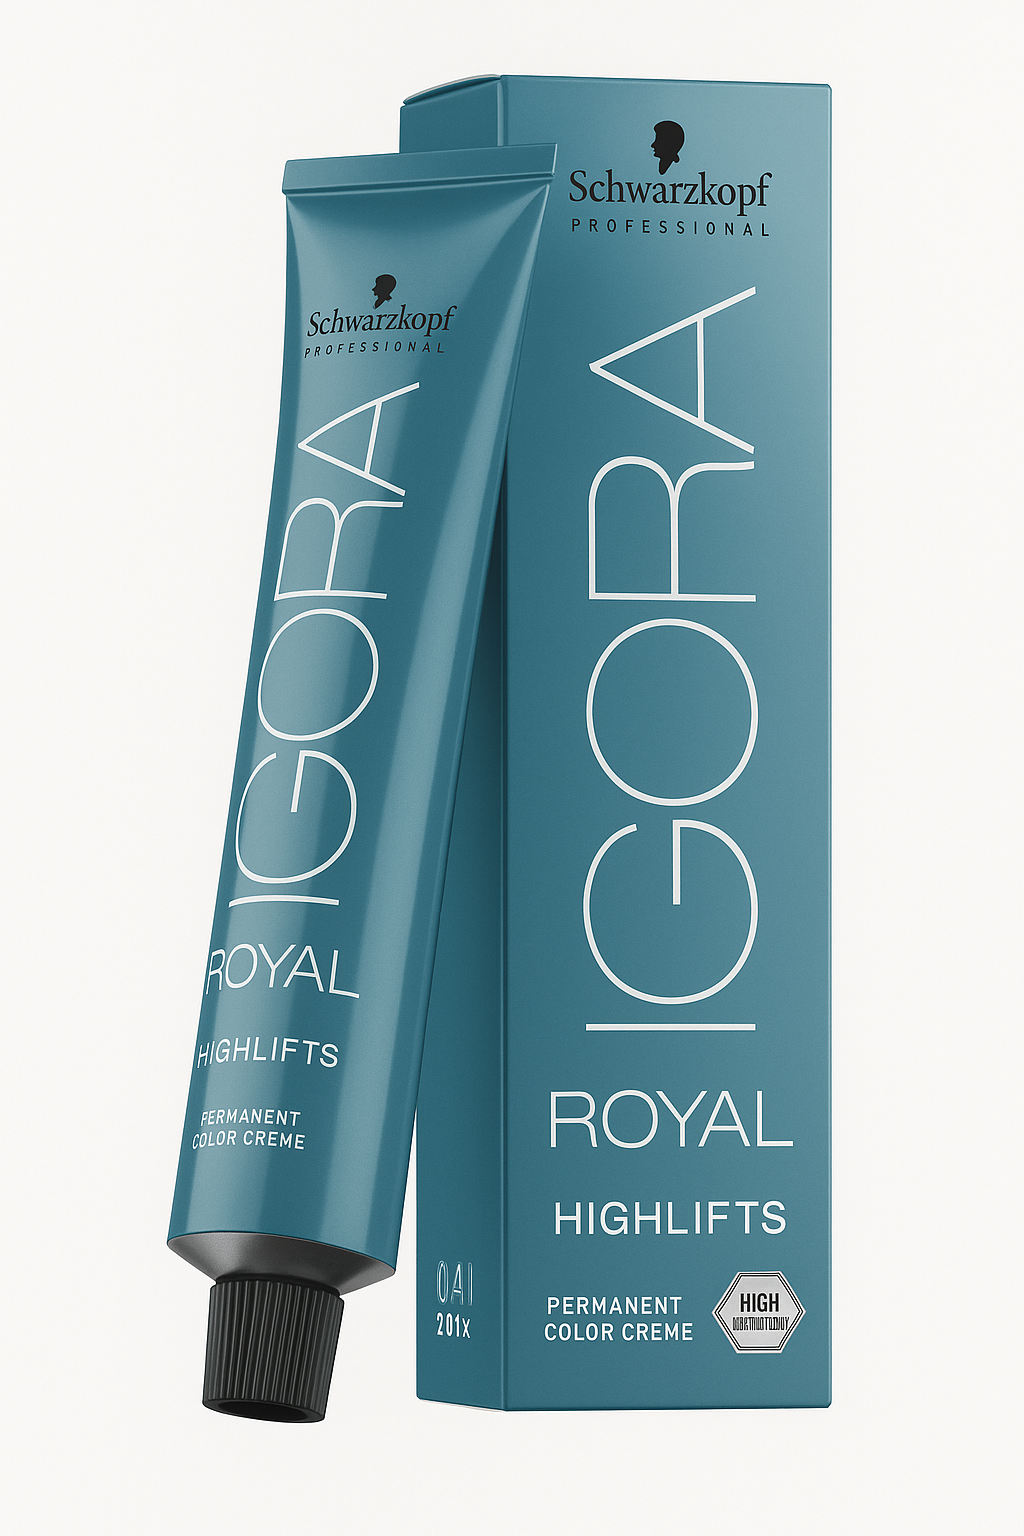 Schwarzkopf
PROFESSIONAL
IGORA
ROYAL
HIGHLIFTS
PERMANENT
COLOR CREME
Schwarzkopf
PROFESSIONAL
IGORA
ROYAL
HIGHLIFTS
PERMANENT
COLOR CREME
HIGH
201x